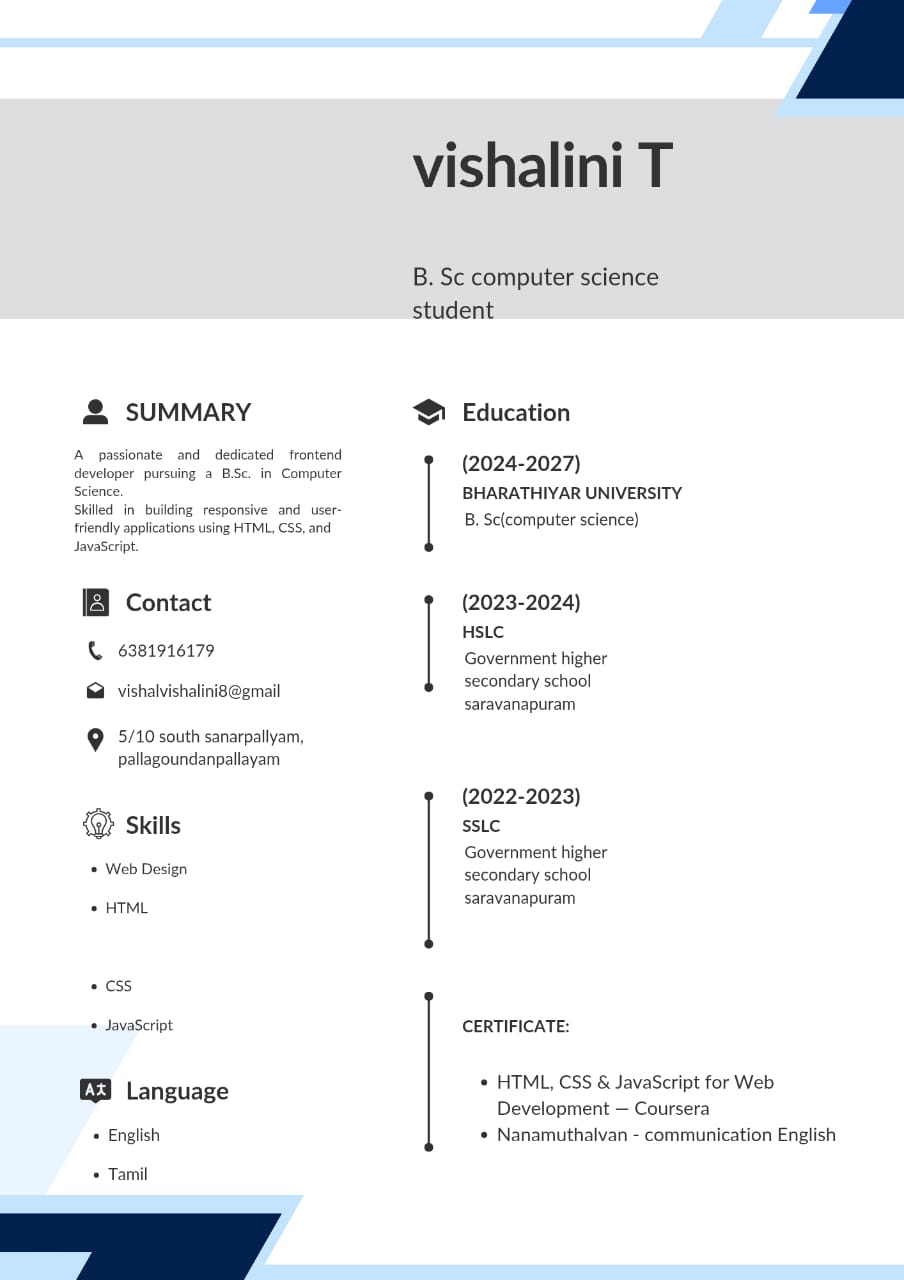 vishalini T
B. Sc computer science
student
SUMMARY
A passionate and dedicated frontend
developer pursuing a B.Sc. in Computer
Science.
Skilled in building responsive and user-
friendly applications using HTML, CSS, and
JavaScript.
Contact
6381916179
vishalvishalini8@gmail
5/10 south sanarpallyam,
pallagoundanpallayam
Skills
• Web Design
• HTML
• CSS
• JavaScript
Language
• English
• Tamil
Education
(2024-2027)
BHARATHIYAR UNIVERSITY
B. Sc(computer science)
(2023-2024)
HSLC
Government higher
secondary school
saravanapuram
(2022-2023)
SSLC
Government higher
secondary school
saravanapuram
CERTIFICATE:
• HTML, CSS & JavaScript for Web
Development — Coursera
• Nanamuthalvan - communication English